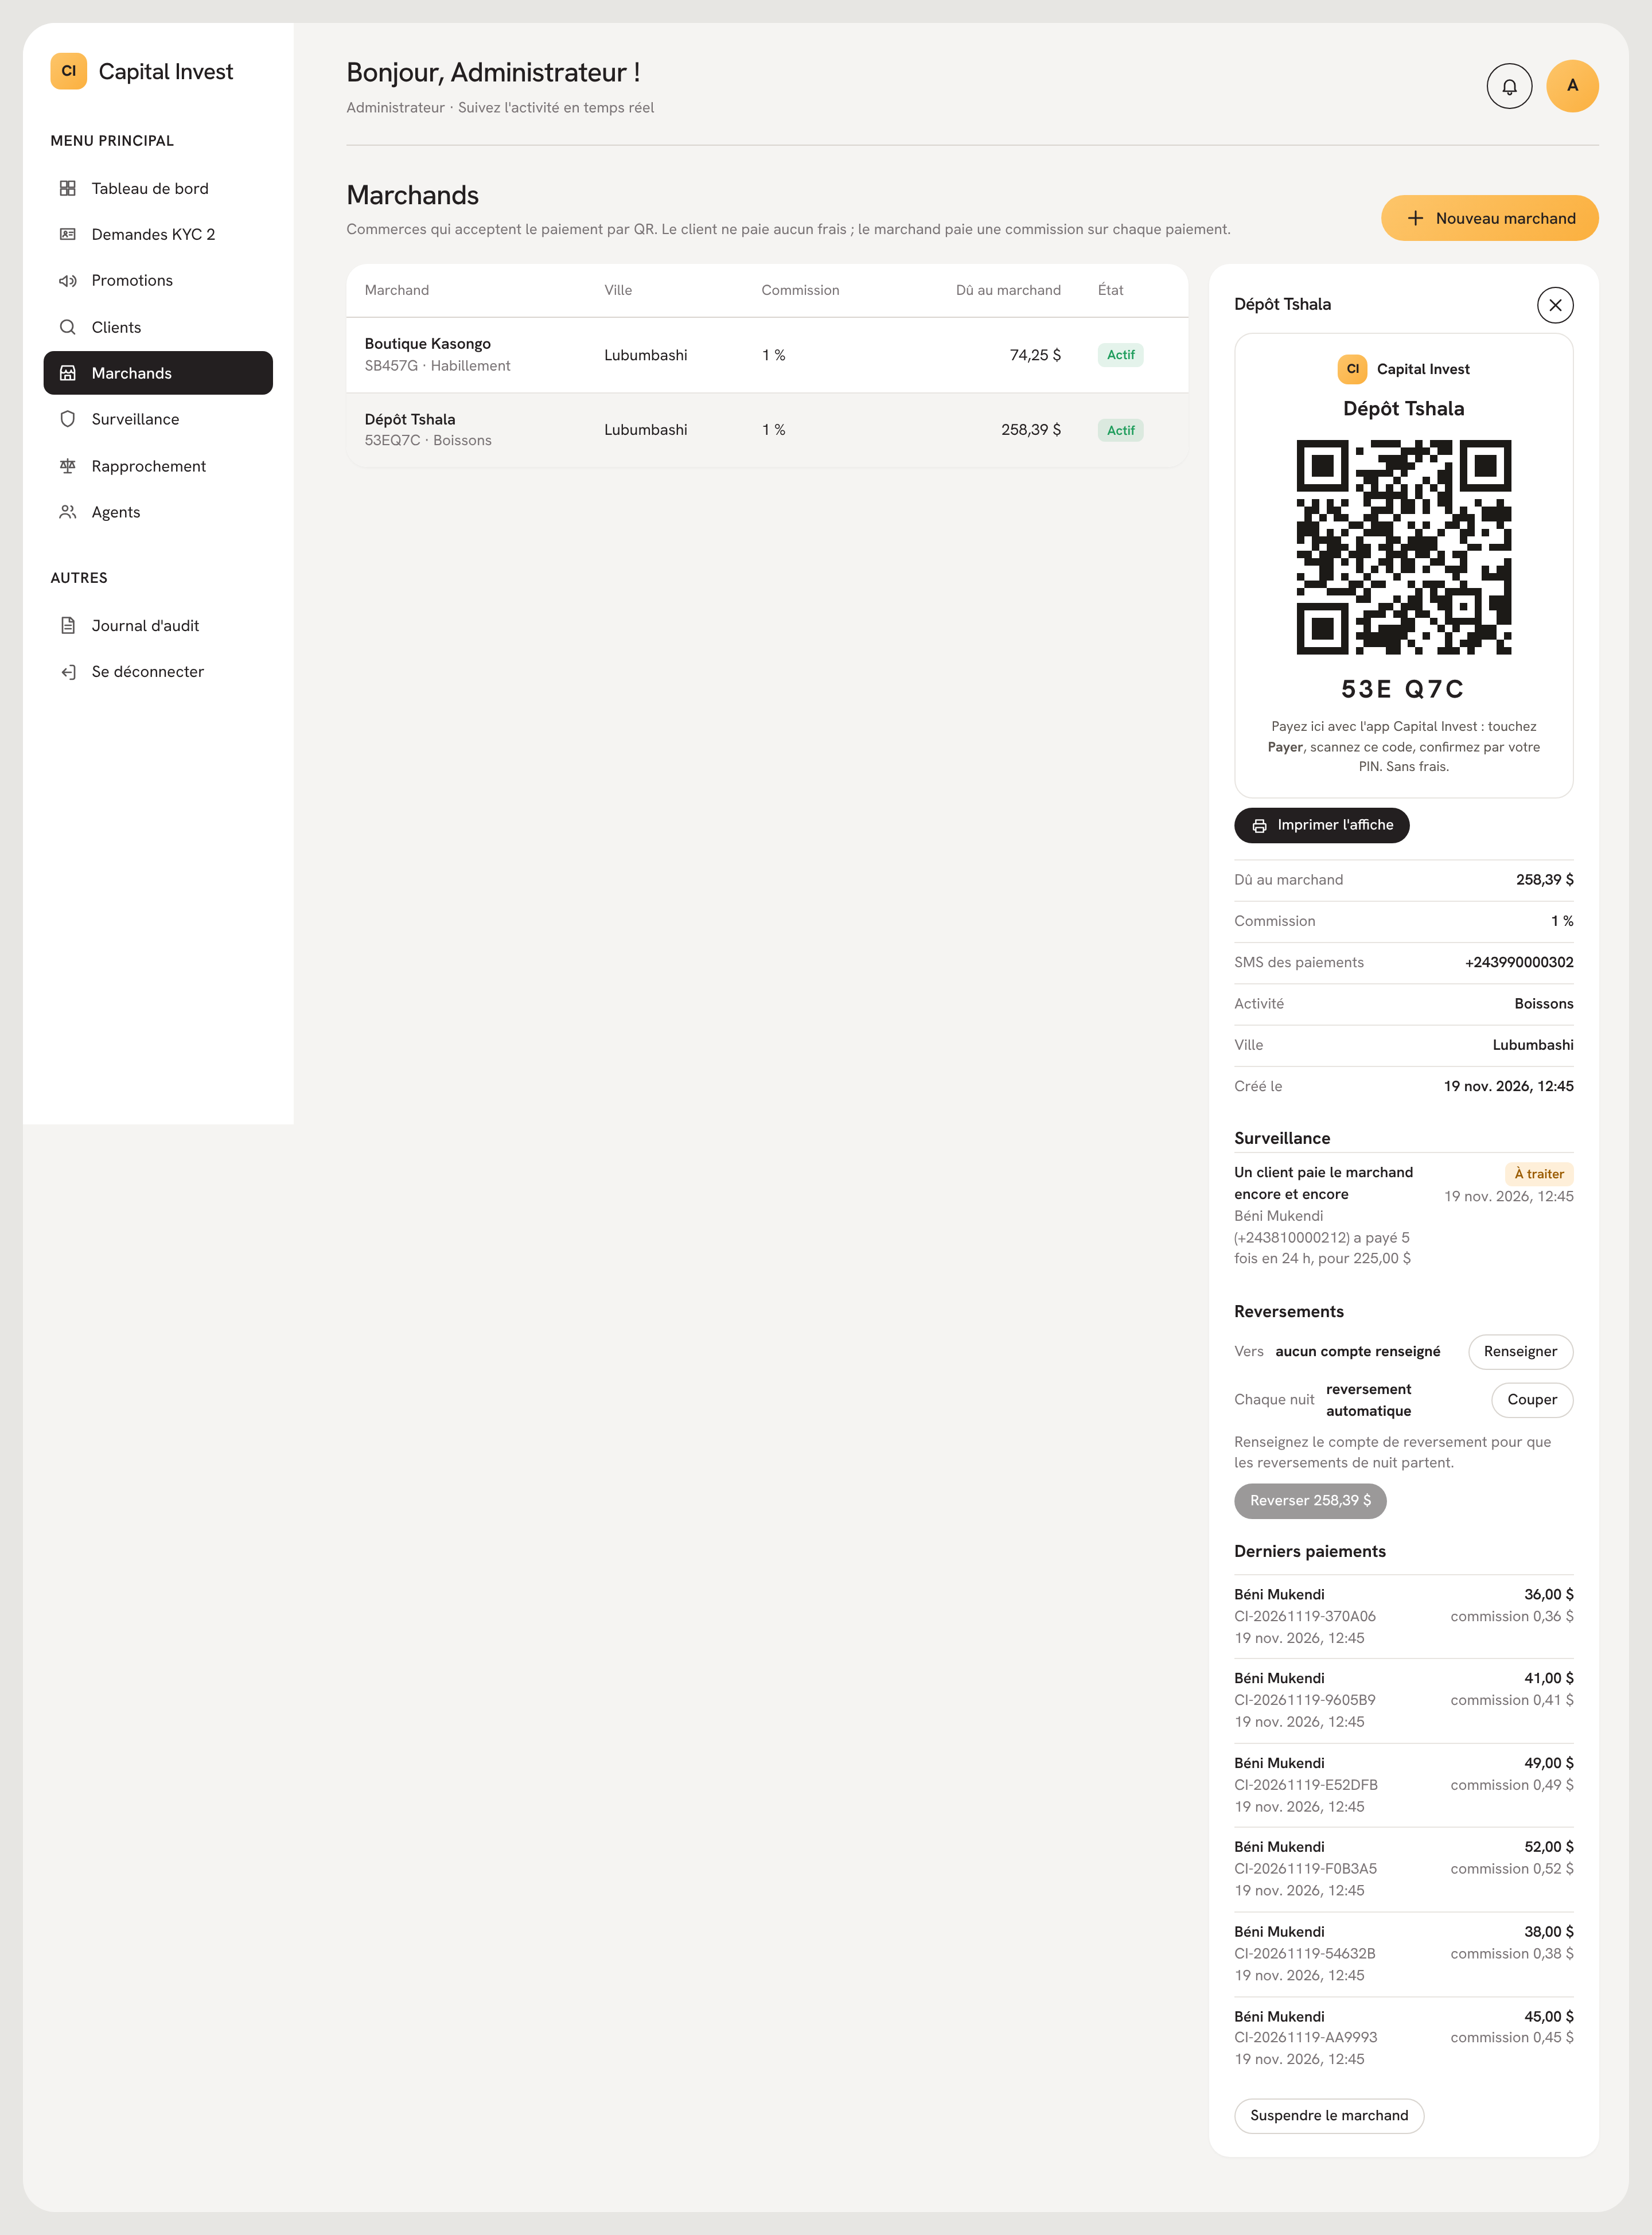 CI Capital Invest
MENU PRINCIPAL
Tableau de bord
Demandes KYC 2
Promotions
Clients
Marchands
Surveillance
Rapprochement
Agents
AUTRES
Journal d'audit
Se déconnecter
Bonjour, Administrateur !
Administrateur · Suivez l'activité en temps réel
A
Marchands
Commerces qui acceptent le paiement par QR. Le client ne paie aucun frais ; le marchand paie une commission sur chaque paiement.
Nouveau marchand
Marchand Ville Commission Dû au marchand État
Boutique Kasongo
SB457G · Habillement
Lubumbashi 1 % 74,25 $ Actif
Dépôt Tshala
53EQ7C · Boissons
Lubumbashi 1 % 258,39 $ Actif
Dépôt Tshala
CI Capital Invest
Dépôt Tshala
53E Q7C
Payez ici avec l'app Capital Invest : touchez
Payer, scannez ce code, confirmez par votre
PIN. Sans frais.
Imprimer l'affiche
Dû au marchand 258,39 $
Commission 1 %
SMS des paiements +243990000302
Activité Boissons
Ville Lubumbashi
Créé le 19 nov. 2026, 12:45
Surveillance
Un client paie le marchand
encore et encore
Béni Mukendi
(+243810000212) a payé 5
fois en 24 h, pour 225,00 $
À traiter
19 nov. 2026, 12:45
Reversements
Vers aucun compte renseigné Renseigner
Chaque nuit reversement
automatique
Couper
Renseignez le compte de reversement pour que
les reversements de nuit partent.
Reverser 258,39 $
Derniers paiements
Béni Mukendi 36,00 $
CI-20261119-370A06 commission 0,36 $
19 nov. 2026, 12:45
Béni Mukendi 41,00 $
CI-20261119-9605B9 commission 0,41 $
19 nov. 2026, 12:45
Béni Mukendi 49,00 $
CI-20261119-E52DFB commission 0,49 $
19 nov. 2026, 12:45
Béni Mukendi 52,00 $
CI-20261119-F0B3A5 commission 0,52 $
19 nov. 2026, 12:45
Béni Mukendi 38,00 $
CI-20261119-54632B commission 0,38 $
19 nov. 2026, 12:45
Béni Mukendi 45,00 $
CI-20261119-AA9993 commission 0,45 $
19 nov. 2026, 12:45
Suspendre le marchand